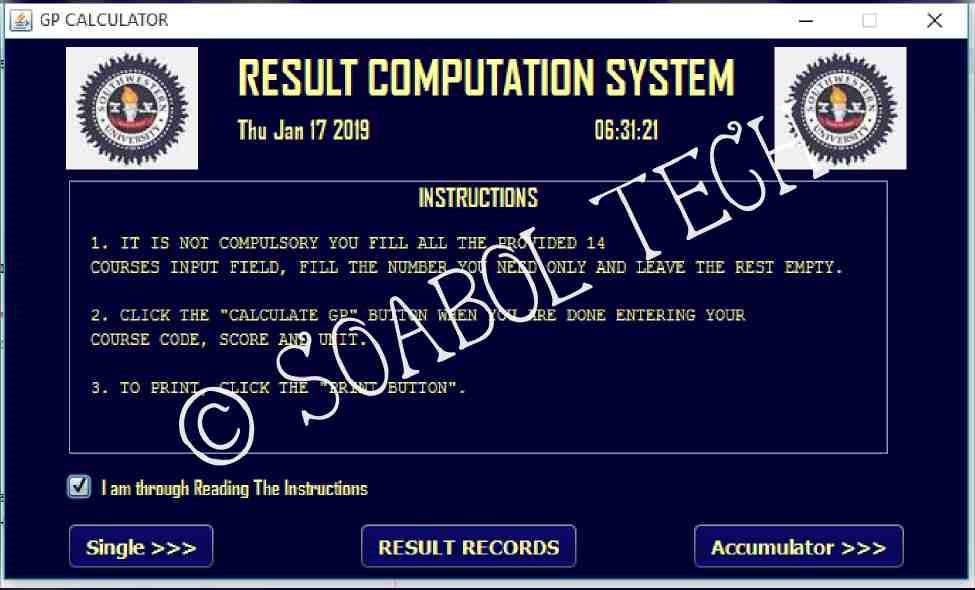 GP CALCULATOR
RESULT COMPUTATION SYSTEM
Thu Jan 17 2019
06:31:21
SOUTHWESTERN
UNIVERSITY
SOUTHWESTERN
UNIVERSITY
INSTRUCTIONS
1. IT IS NOT COMPULSORY YOU FILL ALL THE PROVIDED 14
COURSES INPUT FIELD, FILL THE NUMBER YOU NEED ONLY AND LEAVE THE REST EMPTY.
2. CLICK THE "CALCULATE GP" BUTTON WHEN YOU ARE DONE ENTERING YOUR
COURSE CODE, SCORE AND UNIT.
3. TO PRINT, CLICK THE "PRINT BUTTON".
© SOABOL TECH
I am through Reading The Instructions
Single >>>
RESULT RECORDS
Accumulator >>>